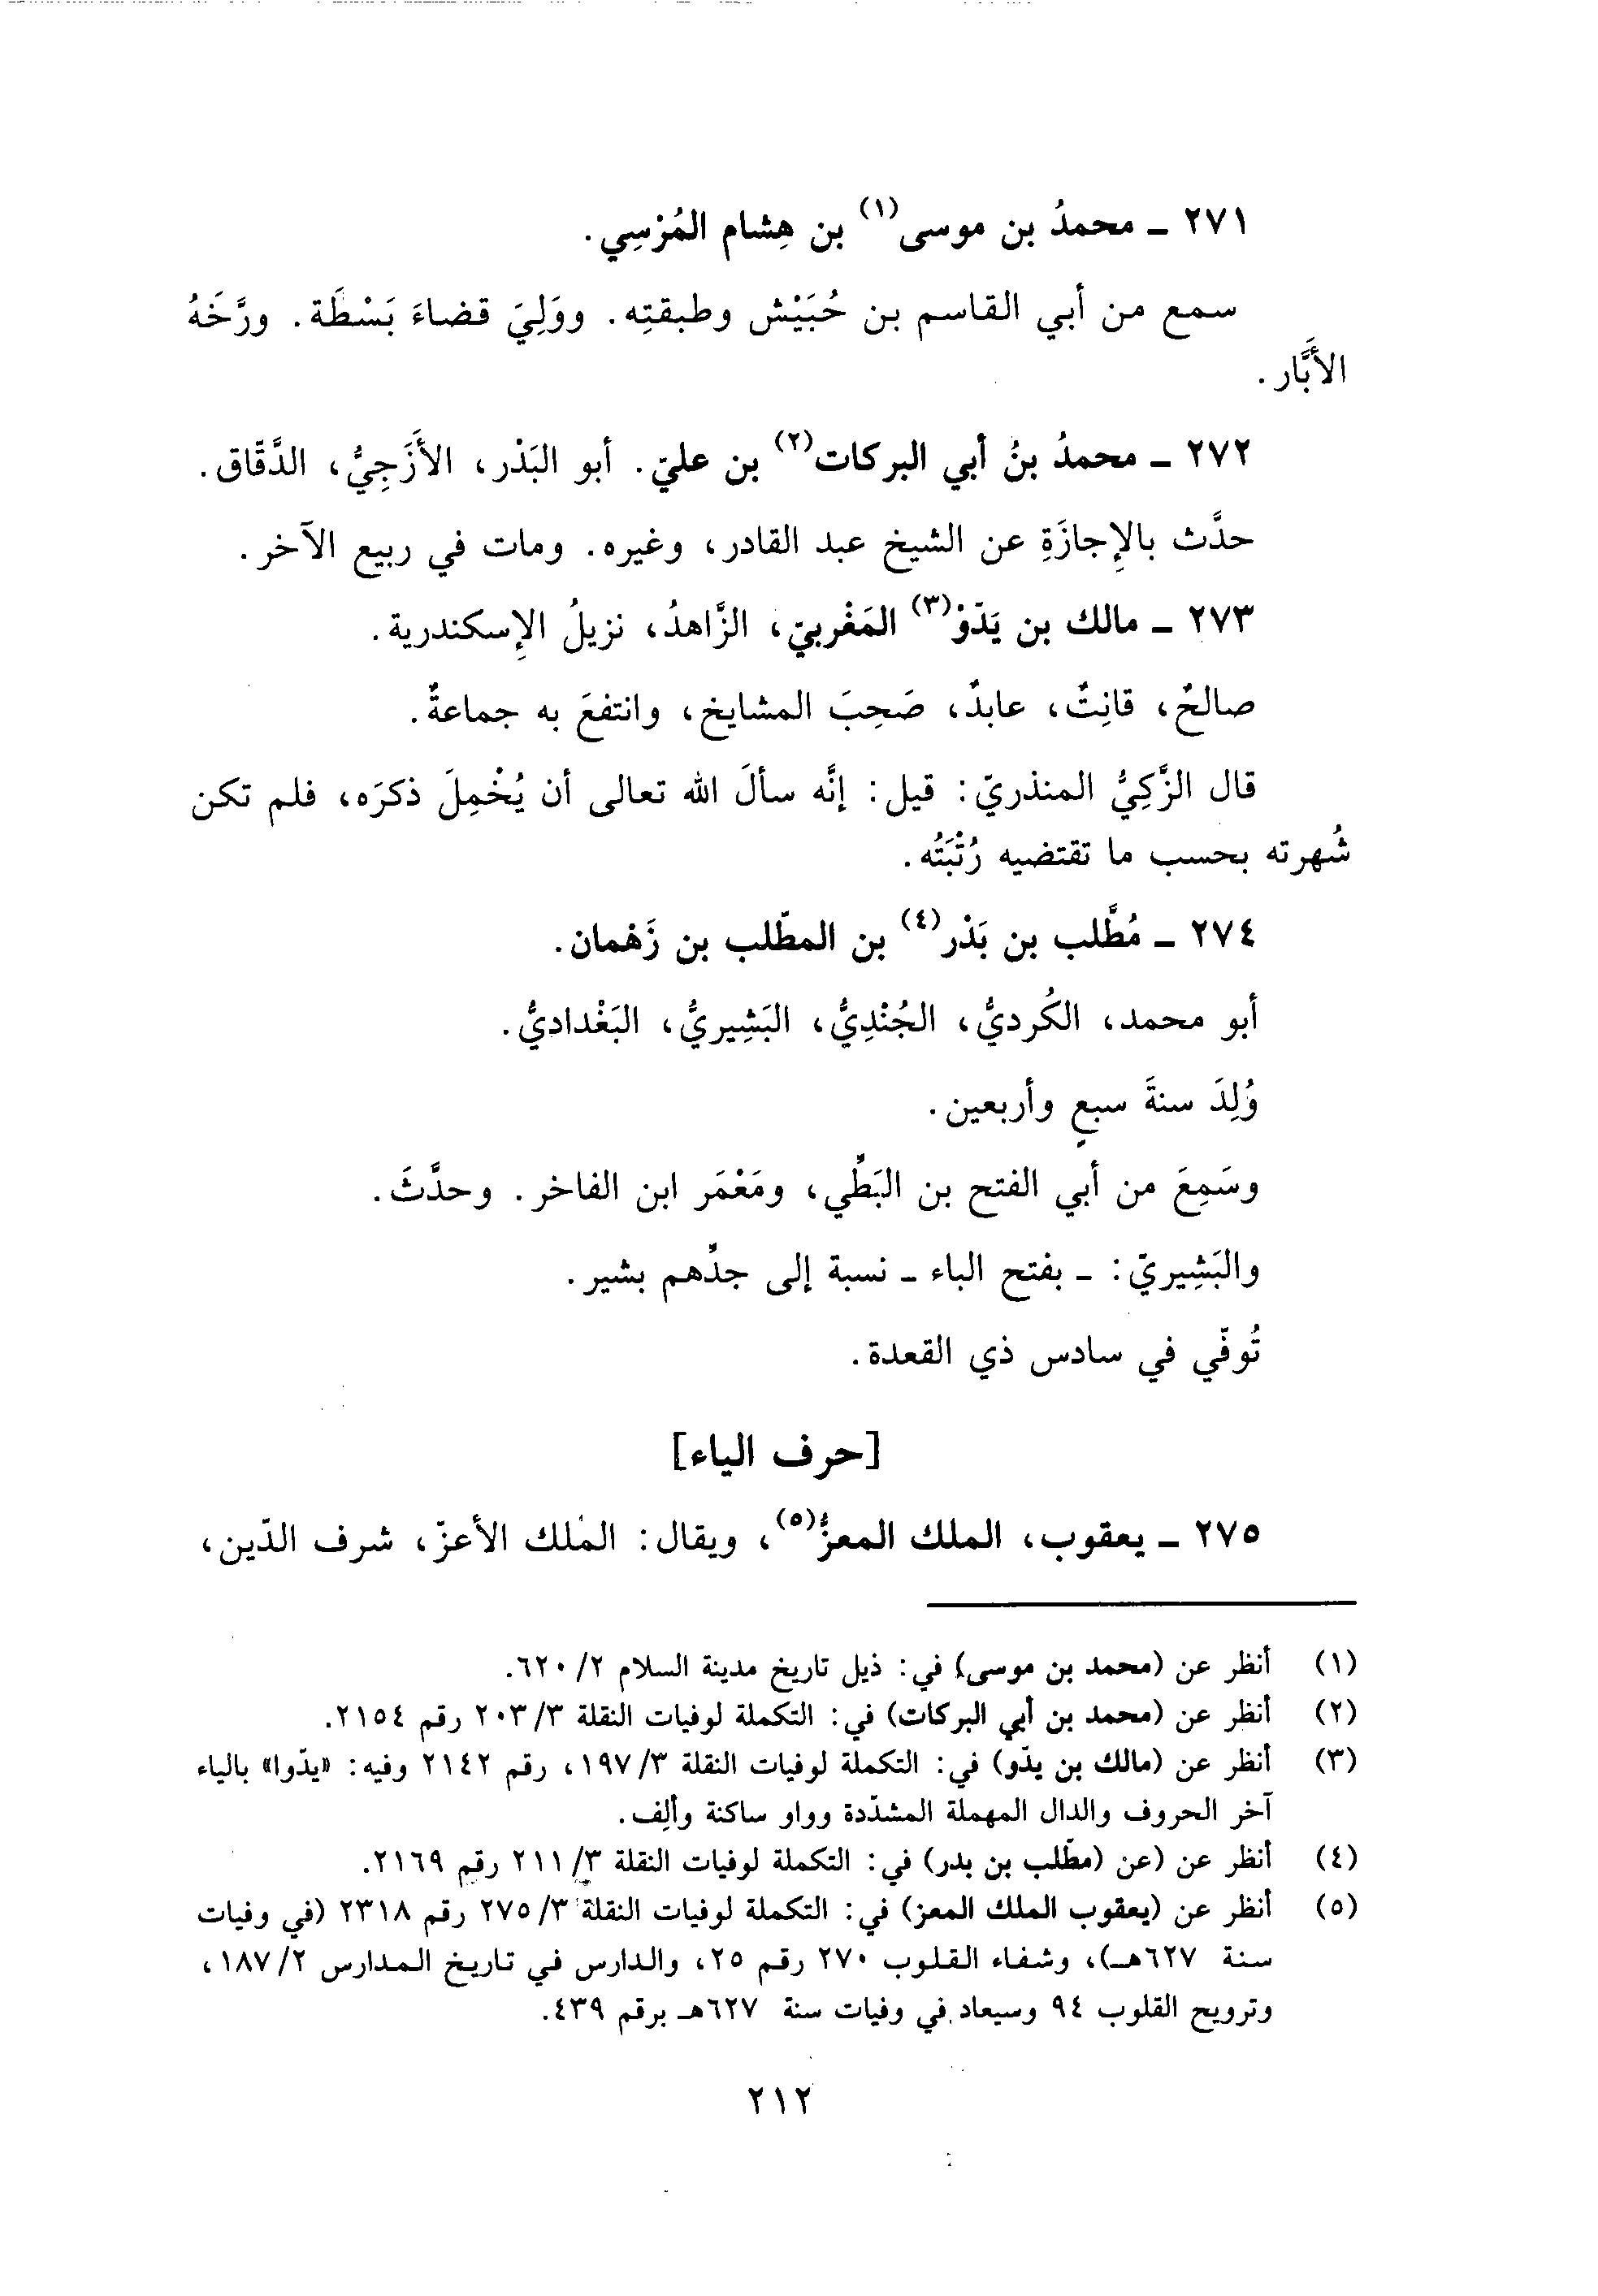 ٢٧١ ـ محمدُ بن موسى(١) بن هِشام المُرْسِي.
سمع من أبي القاسم بن حُبَيْش وطبقتِه. ووَلِيَ قضاءَ بَسْطَة. ورَّخَهُ
الأَبَّار.
٢٧٢ ـ محمدُ بنُ أبي البركات(٢) بن عليّ. أبو البَدْر، الأَزَجِيُّ، الدَّقّاق.
حدَّث بالإِجازَةِ عن الشيخ عبد القادر، وغيره. ومات في ربيع الآخر.
٢٧٣ ـ مالك بن يَدّوْ(٣) المَغْربيّ، الزَّاهدُ، نزيلُ الإِسكندرية.
صالحٌ، قانِتٌ، عابدٌ، صَحِبَ المشايخ، وانتفعَ به جماعةٌ.
قال الزَّكِيُّ المنذريّ: قيل: إنَّه سألَ الله تعالى أن يُخْمِلَ ذكرَه، فلم تكن
شُهرته بحسب ما تقتضيه رُتْبَتُه.
٢٧٤ ـ مُطَّلب بن بَدْر(٤) بن المطّلب بن زَهْمان.
أبو محمد، الكُرديُّ، الجُنْدِيُّ، البَشِيريُّ، البَغْداديُّ.
وُلِدَ سنةَ سبعٍ وأربعين.
وسَمِعَ من أبي الفتح بن البَطِّي، ومَعْمَر ابن الفاخر. وحدَّثَ.
والبَشِيريّ: ـ بفتح الباء ـ نسبة إلى جدِّهم بشير.
تُوفّي في سادس ذي القعدة.
[حرف الياء]
٢٧٥ ـ يعقوب، الملك المعزُّ(٥)، ويقال: الملك الأعزّ، شرف الدّين،
(١) أنظر عن (محمد بن موسى) في: ذيل تاريخ مدينة السلام ٢/ ٦٢٠.
(٢) أنظر عن (محمد بن أبي البركات) في: التكملة لوفيات النقلة ٣/ ٢٠٣ رقم ٢١٥٤.
(٣) أنظر عن (مالك بن يدّو) في: التكملة لوفيات النقلة ٣/ ١٩٧، رقم ٢١٤٢ وفيه: «يدّوا» بالياء
آخر الحروف والدال المهملة المشدّدة وواو ساكنة وألِف.
(٤) أنظر عن (عن (مطّلب بن بدر) في: التكملة لوفيات النقلة ٣/ ٢١١ رقم ٢١٦٩.
(٥) أنظر عن (يعقوب الملك المعز) في: التكملة لوفيات النقلة ٣/ ٢٧٥ رقم ٢٣١٨ (في وفيات
سنة ٦٢٧هـ)، وشفاء القلوب ٢٧٠ رقم ٢٥، والدارس في تاريخ المدارس ٢/ ١٨٧،
وترويح القلوب ٩٤ وسيعاد في وفيات سنة ٦٢٧هـ برقم ٤٣٩.
٢١٢